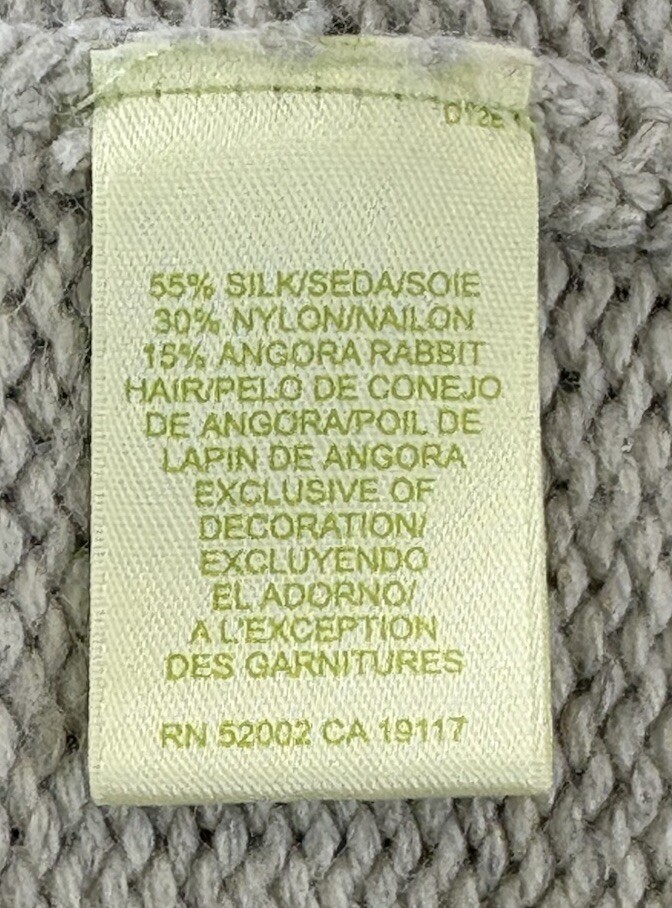 55% SILK/SEDA/SOIE
30% NYLON/NAILON
15% ANGORA RABBIT
HAIR/PELO DE CONEJO
DE ANGORA/POIL DE
LAPIN DE ANGORA
EXCLUSIVE OF
DECORATION/
EXCLUYENDO
EL ADORNO/
A L'EXCEPTION
DES GARNITURES
RN 52002 CA 19117